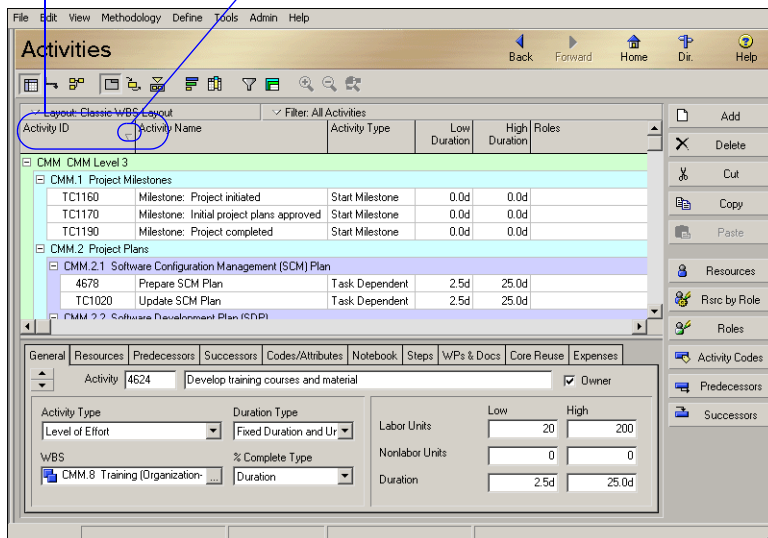 File Edit View Methodology Define Tools Admin Help
Activities
Back Forward Home Dir. Help
Layout: Classic WBS Layout Filter: All Activities
Activity ID Activity Name Activity Type Low Duration High Duration Roles
CMM CMM Level 3
CMM.1 Project Milestones
TC1160 Milestone: Project initiated Start Milestone 0.0d 0.0d
TC1170 Milestone: Initial project plans approved Start Milestone 0.0d 0.0d
TC1190 Milestone: Project completed Start Milestone 0.0d 0.0d
CMM.2 Project Plans
CMM.2.1 Software Configuration Management (SCM) Plan
4678 Prepare SCM Plan Task Dependent 2.5d 25.0d
TC1020 Update SCM Plan Task Dependent 2.5d 25.0d
CMM.2.2 Software Development Plan (SDP)
Add
Delete
Cut
Copy
Paste
Resources
Rsrc by Role
Roles
Activity Codes
Predecessors
Successors
General Resources Predecessors Successors Codes/Attributes Notebook Steps WPs & Docs Core Reuse Expenses
Activity 4624 Develop training courses and material Owner
Activity Type Duration Type Low High
Level of Effort Fixed Duration and Ur Labor Units 20 200
WBS % Complete Type Nonlabor Units 0 0
CMM.8 Training (Organization- ... Duration Duration 2.5d 25.0d